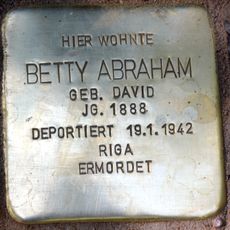 HIER WOHNTE
BETTY ABRAHAM
GEB. DAVID
JG. 1888
DEPORTIERT 19.1.1942
RIGA
ERMORDET